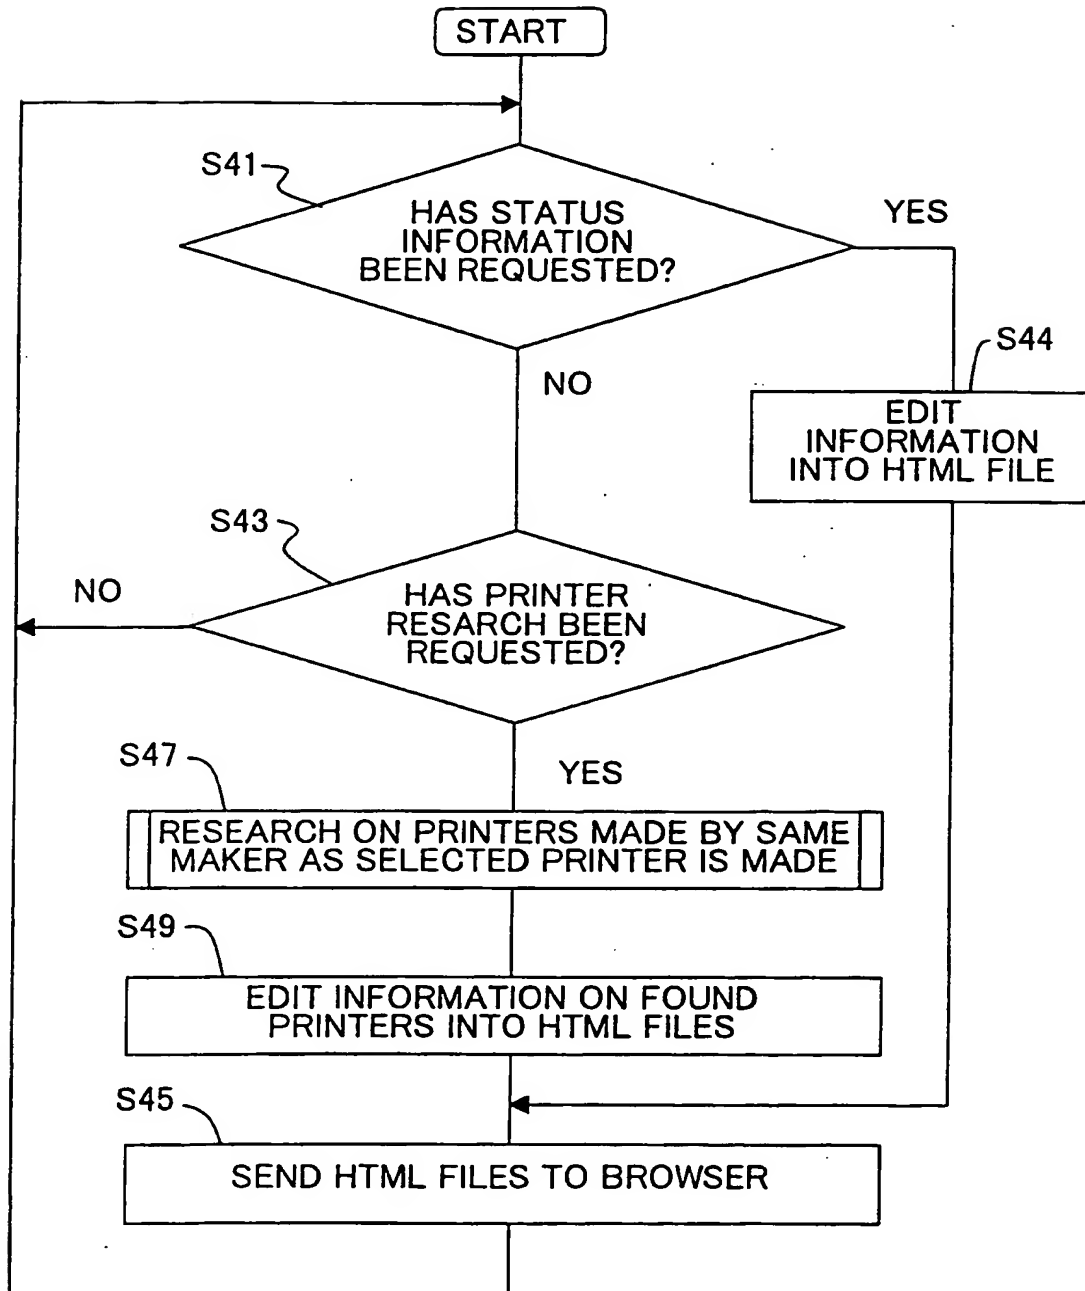 START
S41
HAS STATUS
INFORMATION
BEEN REQUESTED?
YES
NO
S44
EDIT
INFORMATION
INTO HTML FILE
S43
HAS PRINTER
RESARCH BEEN
REQUESTED?
NO
YES
S47
RESEARCH ON PRINTERS MADE BY SAME
MAKER AS SELECTED PRINTER IS MADE
S49
EDIT INFORMATION ON FOUND
PRINTERS INTO HTML FILES
S45
SEND HTML FILES TO BROWSER